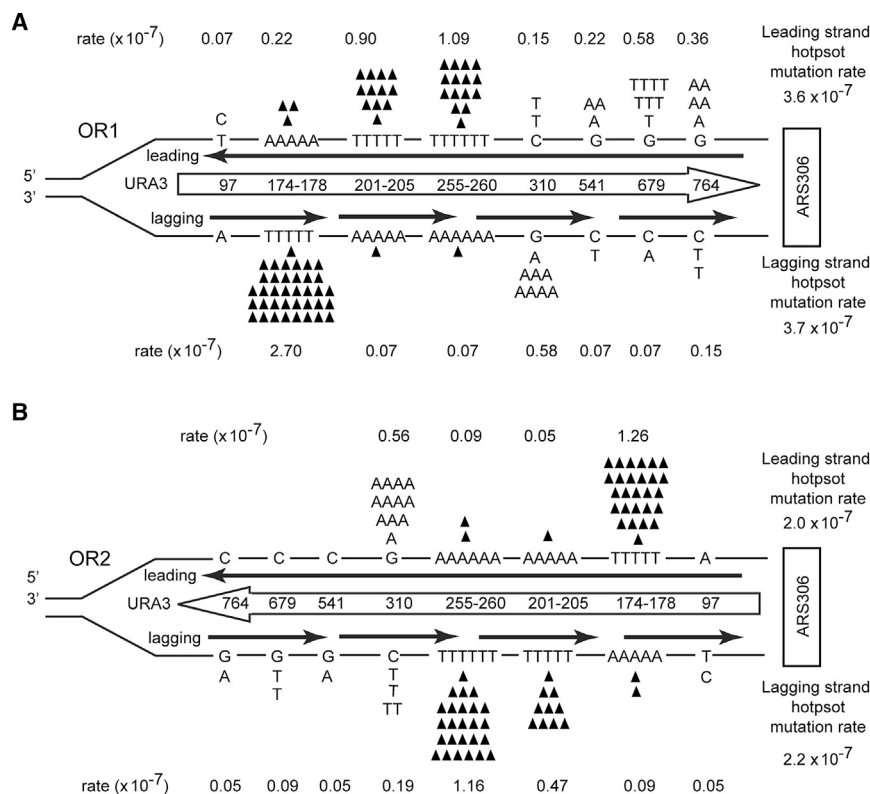 A
rate (x10-7) 0.07 0.22 0.90 1.09 0.15 0.22 0.58 0.36
Leading strand
hotpsot
mutation rate
3.6 x10-7
AA
TTTT
T AA TTT AA
C T A T A
OR1
T AAAAA TTTTT TTTTTT C G G G
leading
5'
URA3 97 174-178 201-205 255-260 310 541 679 764
3'
ARS306
lagging
A TTTTT AAAAA AAAAAA G C C C
A T A T
AAA T
AAAA
Lagging strand
hotpsot
mutation rate
3.7 x10-7
rate (x10-7) 2.70 0.07 0.07 0.58 0.07 0.07 0.15
B
rate (x10-7) 0.56 0.09 0.05 1.26
Leading strand
hotpsot
mutation rate
2.0 x10-7
AAAA
AAAA
AAA
A
OR2
C C C G AAAAAA AAAAA TTTTT A
leading
5'
3'
URA3 764 679 541 310 255-260 201-205 174-178 97
ARS306
lagging
G G G C TTTTTT TTTTT AAAAA T
A T A T C
T T
TT
Lagging strand
hotpsot
mutation rate
2.2 x10-7
rate (x10-7) 0.05 0.09 0.05 0.19 1.16 0.47 0.09 0.05